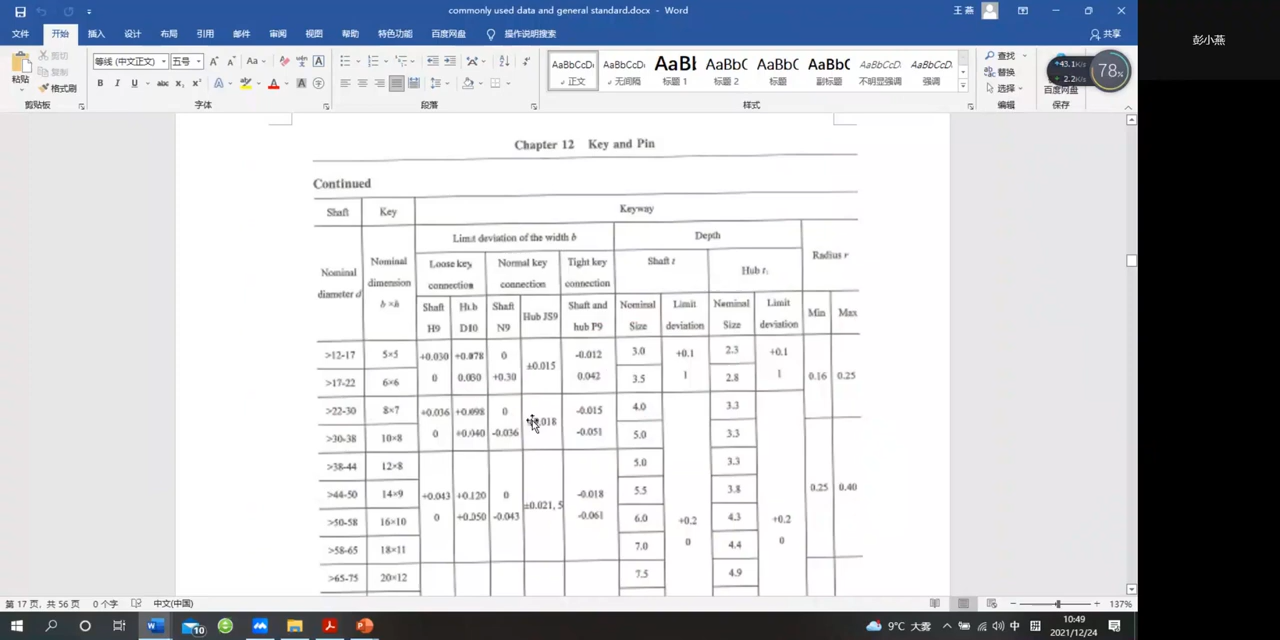 commonly used data and general standard.docx - Word
王 燕
文件 开始 插入 设计 布局 引用 邮件 审阅 视图 帮助 特色功能 百度网盘 操作说明搜索 共享
彭小燕
粘贴 剪切 复制 格式刷
等线 (中文正文) 五号
AaBbCcD AaBbCcD AaBl AaBbC AaBbC AaBbC AaBbCcD AaBbCcD
正文 无间隔 标题 1 标题 2 标题 副标题 不明显强调 强调
查找 替换 选择
百度网盘
43.1K/s
2.2K/s
78%
剪贴板 字体 段落 样式 编辑 保存
Chapter 12 Key and Pin
Continued
Shaft Key Keyway
Limit deviation of the width b Depth Radius r
Nominal diameter d
Nominal dimension b×h
Loose key connection Normal key connection Tight key connection Shaft t Hub t₁
Shaft H9 Hub D10 Shaft N9 Hub JS9 Shaft and hub P9 Nominal Size Limit deviation Nominal Size Limit deviation Min Max
>12-17 5×5 +0.030 +0.078 0 ±0.015 -0.012 3.0 +0.1 2.3 +0.1
>17-22 6×6 0 0.030 +0.30 0.042 3.5 1 2.8 1 0.16 0.25
>22-30 8×7 +0.036 +0.098 0 -0.015 4.0 3.3
>30-38 10×8 0 +0.040 -0.036 -0.051 5.0 3.3
>38-44 12×8 5.0 3.3
>44-50 14×9 +0.043 +0.120 0 ±0.021, 5 -0.018 5.5 3.8 0.25 0.40
>50-58 16×10 0 +0.050 -0.043 -0.061 6.0 +0.2 4.3 +0.2
>58-65 18×11 7.0 0 4.4 0
>65-75 20×12 7.5 4.9
第 17 页, 共 56 页 0 个字 中文(中国) 137%
10
9°C 大雾
中
10:49
2021/12/24